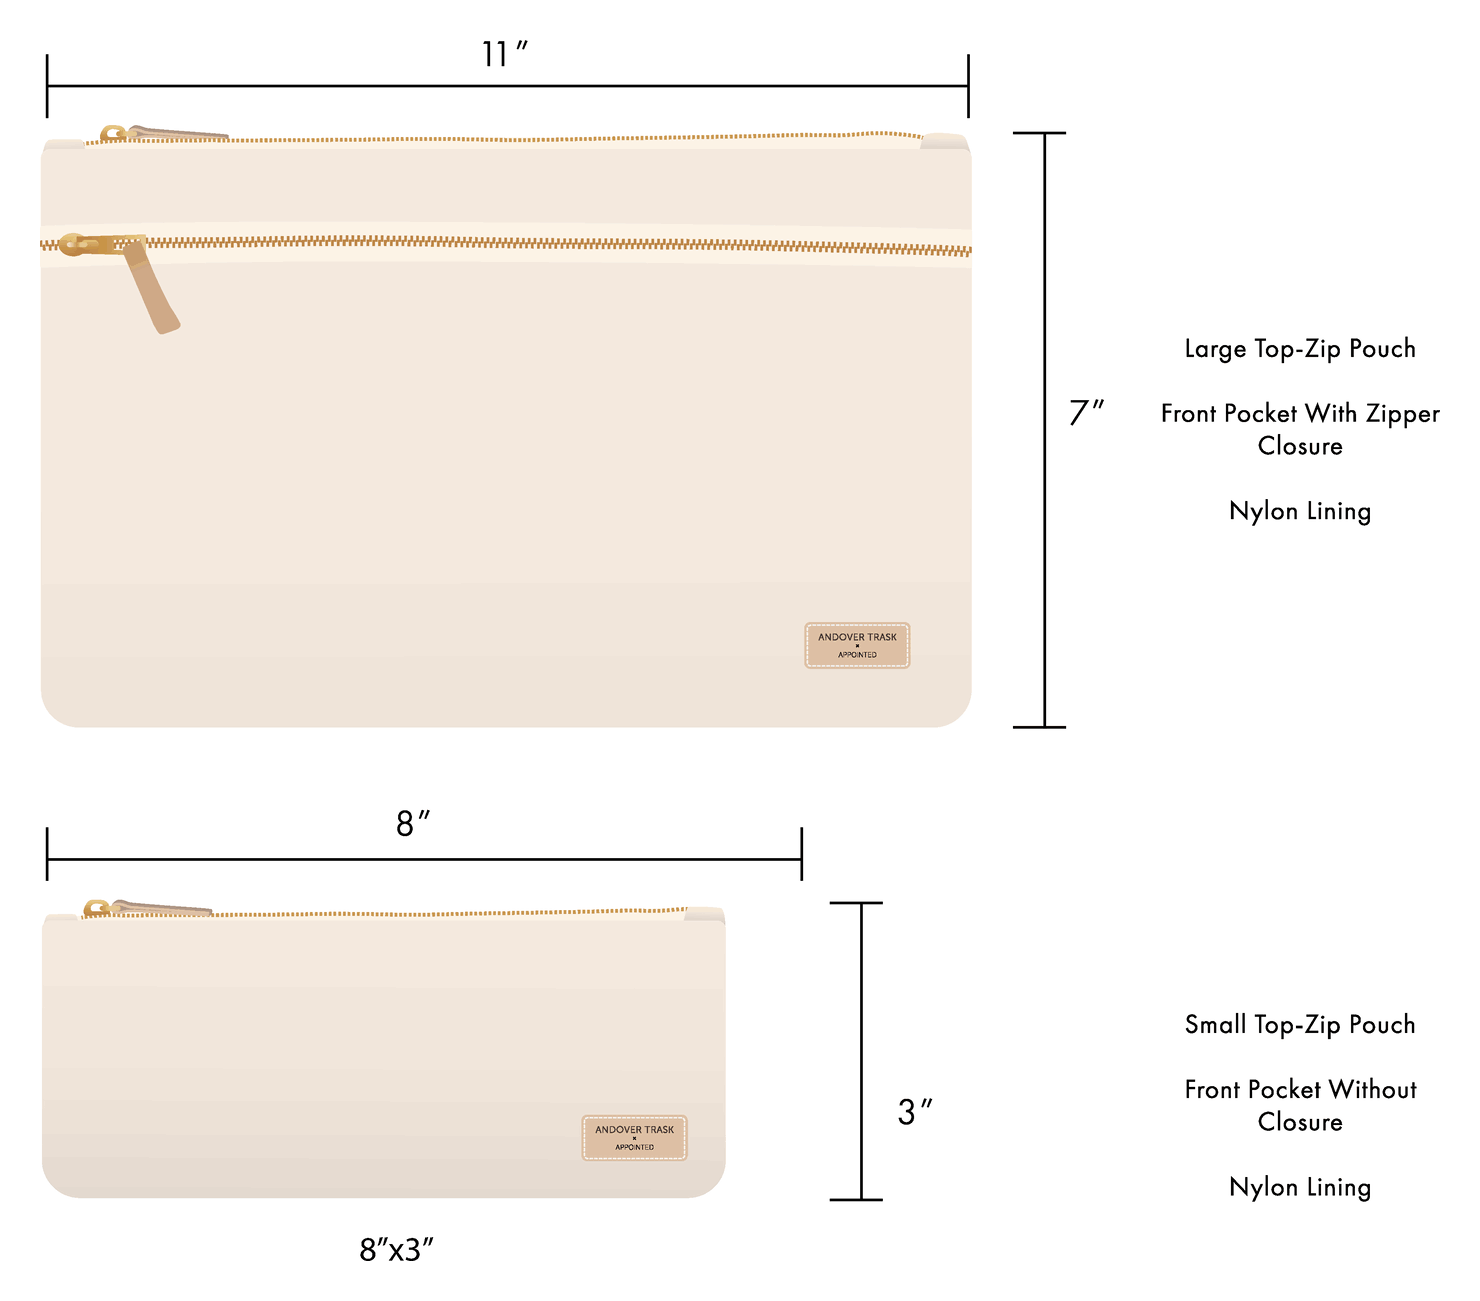 11"
7"
Large Top-Zip Pouch
Front Pocket With Zipper
Closure
Nylon Lining
ANDOVER TRASK
x
APPOINTED
8"
3"
Small Top-Zip Pouch
Front Pocket Without
Closure
Nylon Lining
ANDOVER TRASK
x
APPOINTED
8"x3"